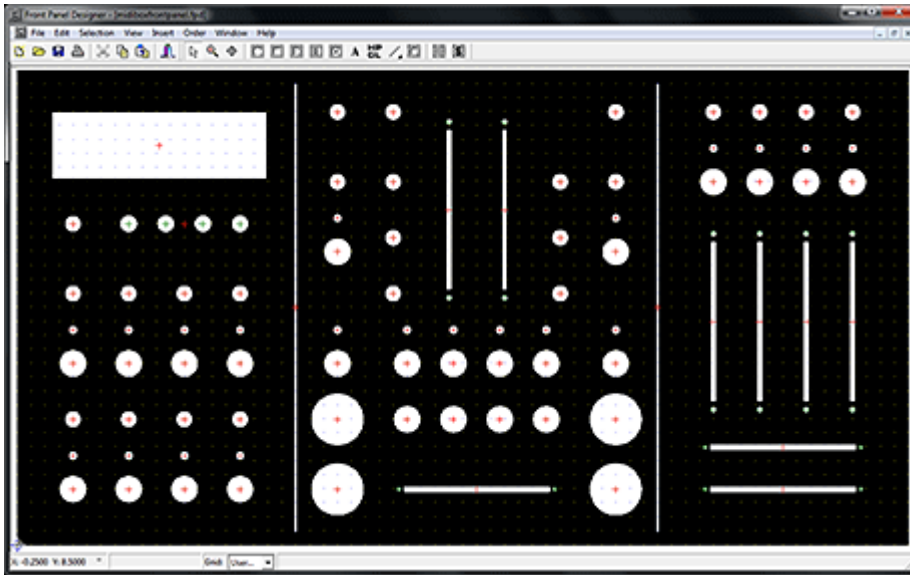 Front Panel Designer - [midiboxfrontpanel.fpd]
File Edit Selection View Insert Order Window Help
A
X: -0.2500 Y: 8.5000 " Grid: User...